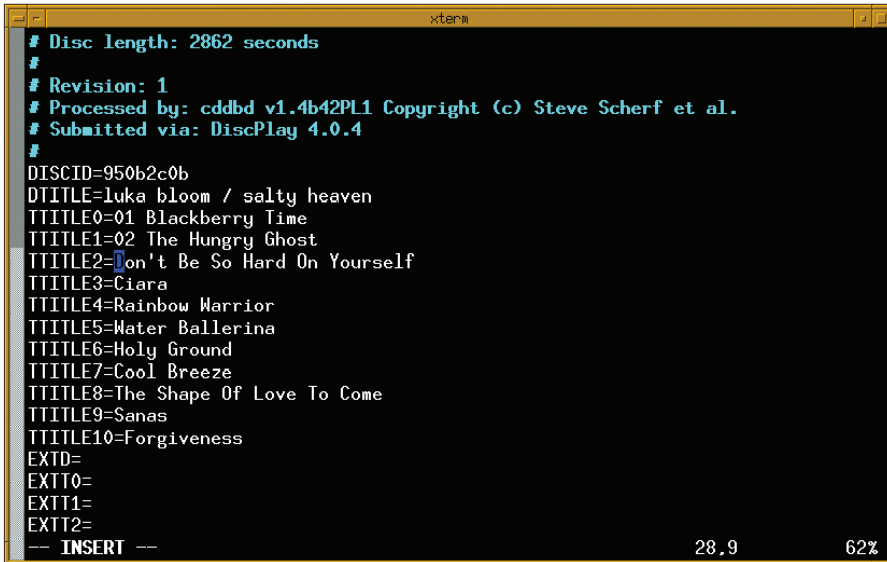 xterm
# Disc length: 2862 seconds
#
# Revision: 1
# Processed by: cddbd v1.4b42PL1 Copyright (c) Steve Scherf et al.
# Submitted via: DiscPlay 4.0.4
#
DISCID=950b2c0b
DTITLE=luka bloom / salty heaven
TTITLE0=01 Blackberry Time
TTITLE1=02 The Hungry Ghost
TTITLE2=Don't Be So Hard On Yourself
TTITLE3=Ciara
TTITLE4=Rainbow Warrior
TTITLE5=Water Ballerina
TTITLE6=Holy Ground
TTITLE7=Cool Breeze
TTITLE8=The Shape Of Love To Come
TTITLE9=Sanas
TTITLE10=Forgiveness
EXTD=
EXTT0=
EXTT1=
EXTT2=
-- INSERT -- 28,9 62%